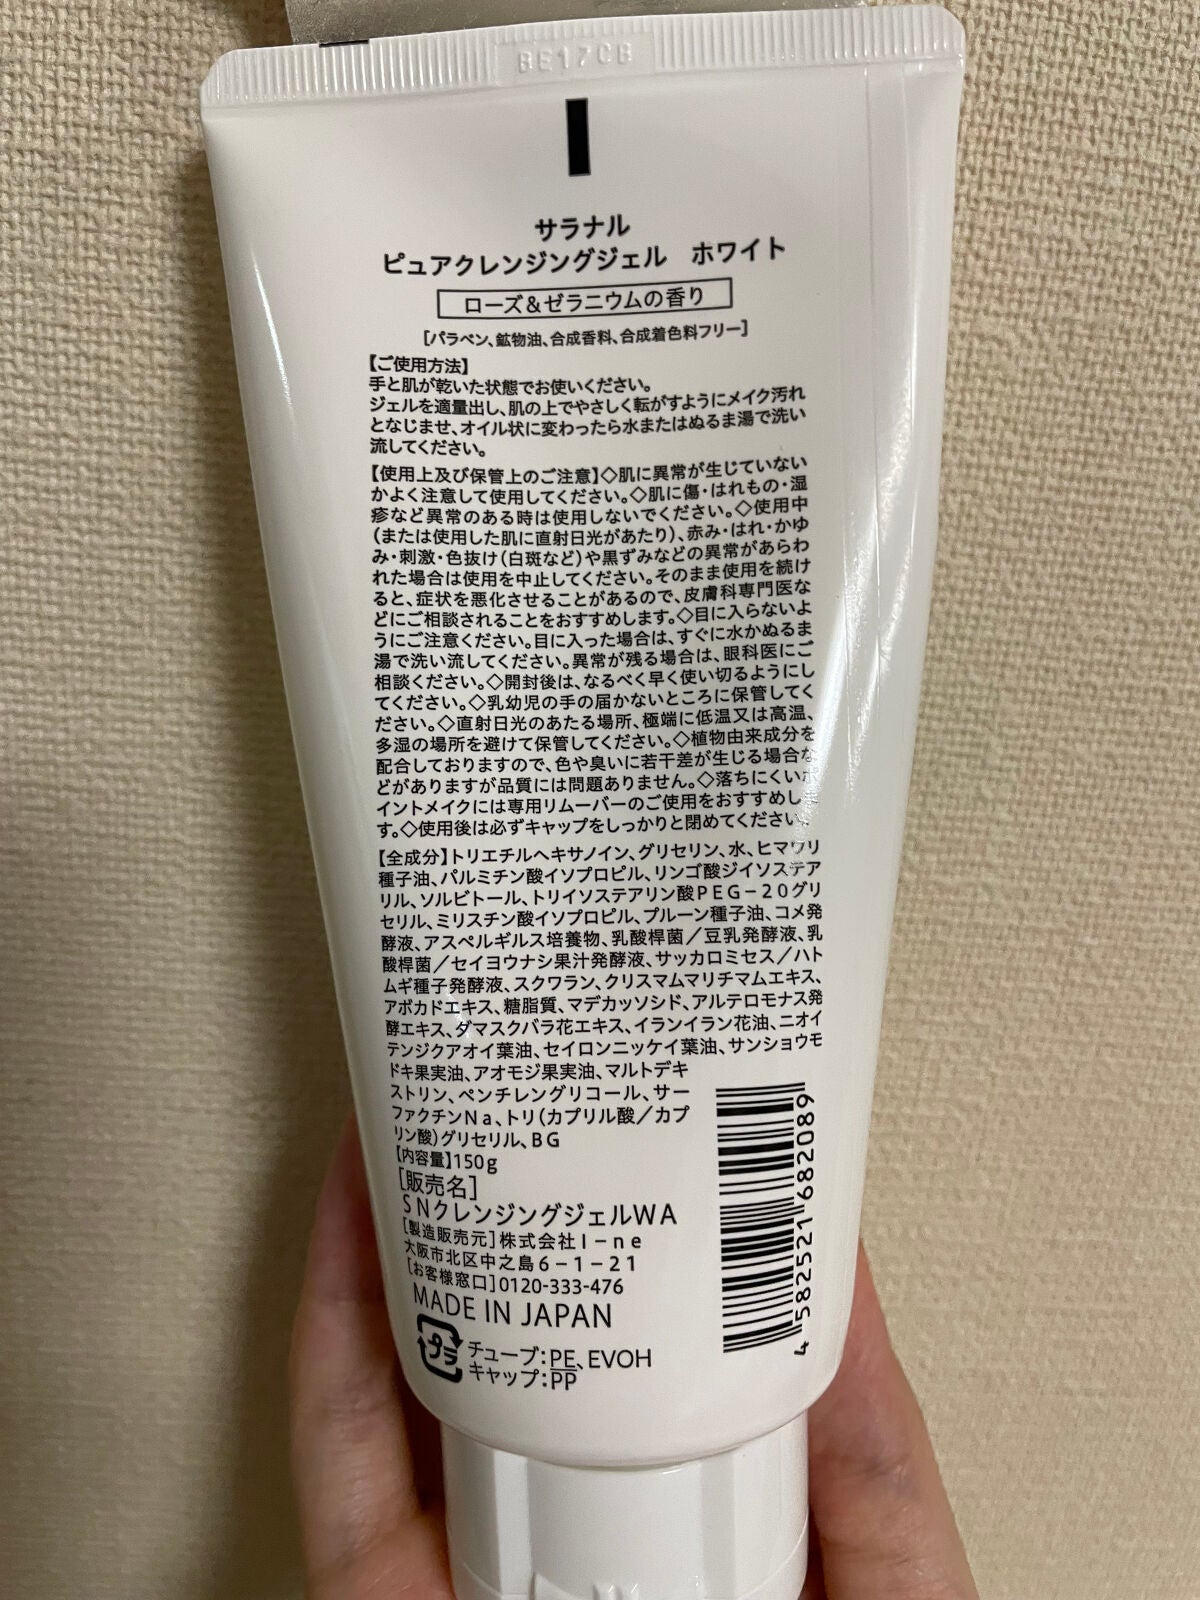 BE17CB
サラナル
ピュアクレンジングジェル　ホワイト
ローズ&ゼラニウムの香り
[パラベン、鉱物油、合成香料、合成着色料フリー]
【ご使用方法】
手と肌が乾いた状態でお使いください。
ジェルを適量出し、肌の上でやさしく転がすようにメイク汚れ
となじませ、オイル状に変わったら水またはぬるま湯で洗い
流してください。
【使用上及び保管上のご注意】◇肌に異常が生じていない
かよく注意して使用してください。◇肌に傷・はれもの・湿
疹など異常のある時は使用しないでください。◇使用中
(または使用した肌に直射日光があたり)、赤み・はれ・かゆ
み・刺激・色抜け(白斑など)や黒ずみなどの異常があらわ
れた場合は使用を中止してください。そのまま使用を続け
ると、症状を悪化させることがあるので、皮膚科専門医な
どにご相談されることをおすすめします。◇目に入らないよ
うにご注意ください。目に入った場合は、すぐに水かぬるま
湯で洗い流してください。異常が残る場合は、眼科医にご
相談ください。◇開封後は、なるべく早く使い切るようにし
てください。◇乳幼児の手の届かないところに保管してく
ださい。◇直射日光のあたる場所、極端に低温又は高温、
多湿の場所を避けて保管してください。◇植物由来成分を
配合しておりますので、色や臭いに若干差が生じる場合な
どがありますが品質には問題ありません。◇落ちにくいポ
イントメイクには専用リムーバーのご使用をおすすめしま
す。◇使用後は必ずキャップをしっかりと閉めてください。
【全成分】トリエチルヘキサノイン、グリセリン、水、ヒマワリ
種子油、パルミチン酸イソプロピル、リンゴ酸ジイソステア
リル、ソルビトール、トリイソステアリン酸PEG-20グリ
セリル、ミリスチン酸イソプロピル、プルーン種子油、コメ発
酵液、アスペルギルス培養物、乳酸桿菌/豆乳発酵液、乳
酸桿菌/セイヨウナシ果汁発酵液、サッカロミセス/ハト
ムギ種子発酵液、スクワラン、クリスマムマリチマムエキス、
アボカドエキス、糖脂質、マデカッソシド、アルテロモナス発
酵エキス、ダマスクバラ花エキス、イランイラン花油、ニオイ
テンジクアオイ葉油、セイロンニッケイ葉油、サンショウモ
ドキ果実油、アオモジ果実油、マルトデキ
ストリン、ペンチレングリコール、サー
ファクチンNa、トリ(カプリル酸/カプ
リン酸)グリセリル、BG
【内容量】150g
[販売名]
SNクレンジングジェルWA
[製造販売元]株式会社I-ne
大阪市北区中之島6-1-21
[お客様窓口]0120-333-476
MADE IN JAPAN
プラ
チューブ:PE、EVOH
キャップ:PP
4 582521 682089